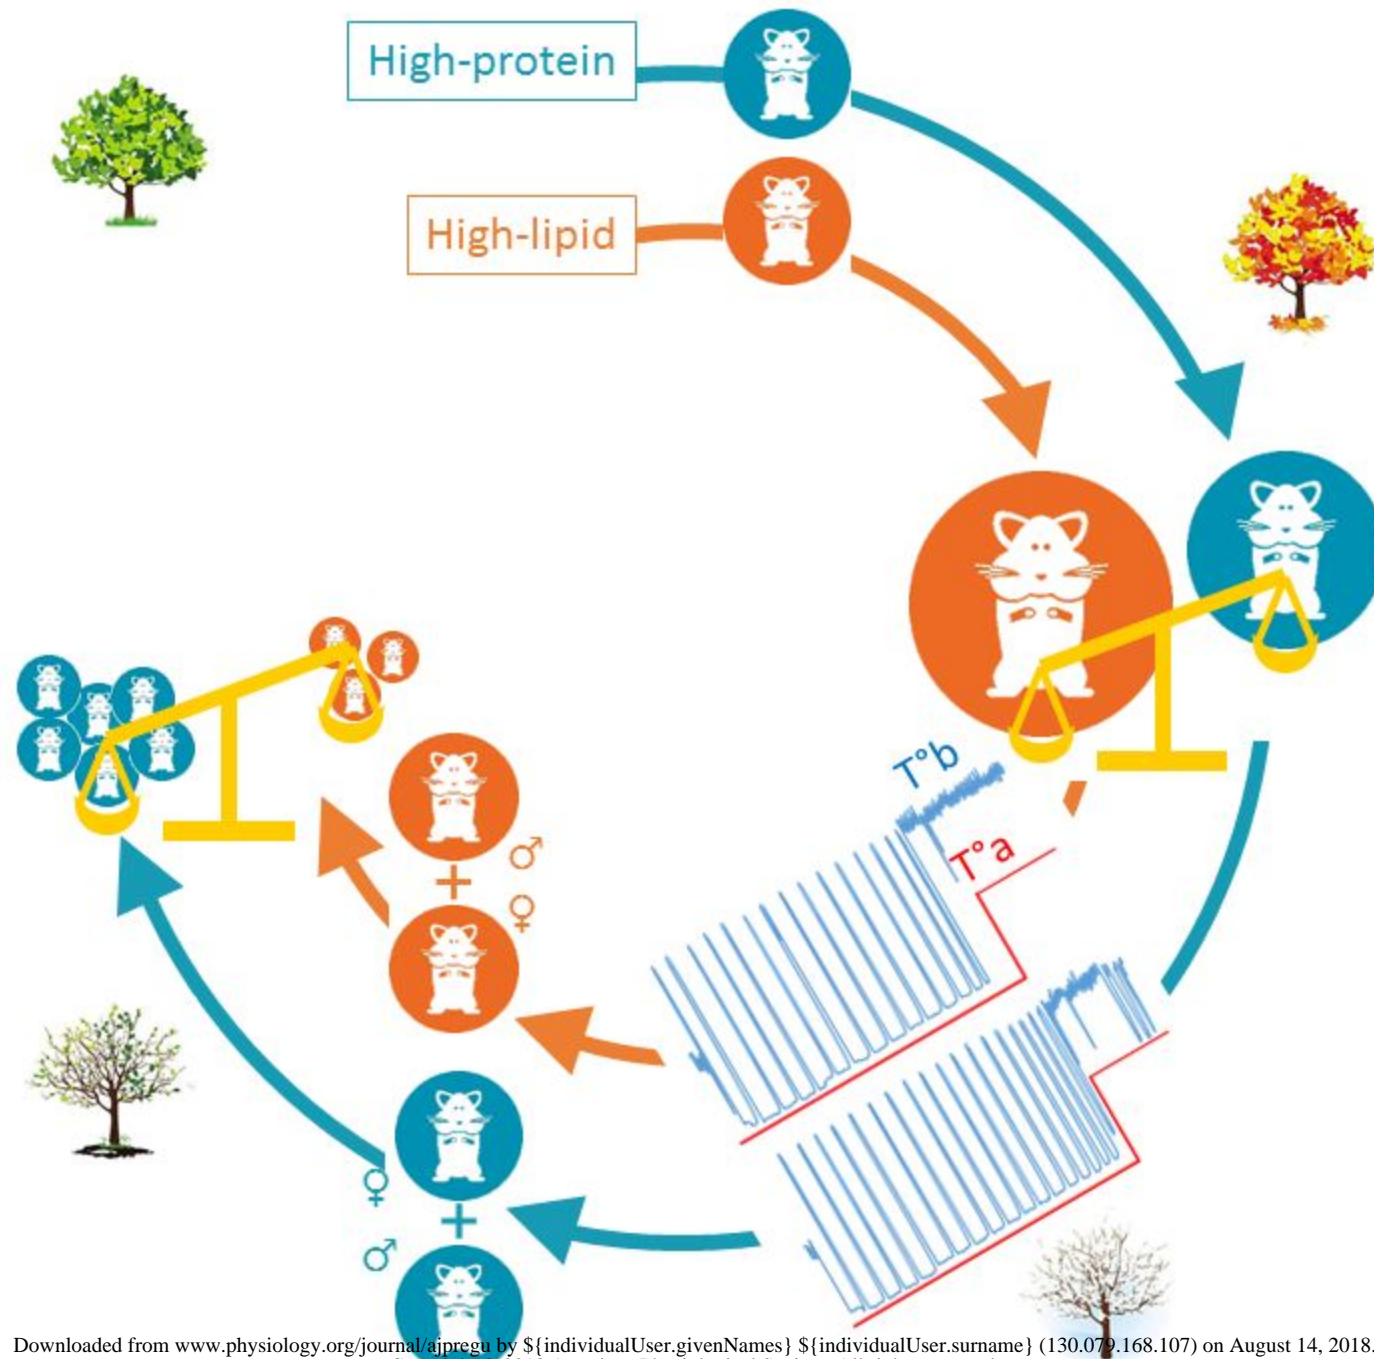 High-protein
High-lipid
T°b
T°a
♂
+
♀
♀
+
♂
Downloaded from www.physiology.org/journal/ajpregu by ${individualUser.givenNames} ${individualUser.surname} (130.079.168.107) on August 14, 2018.